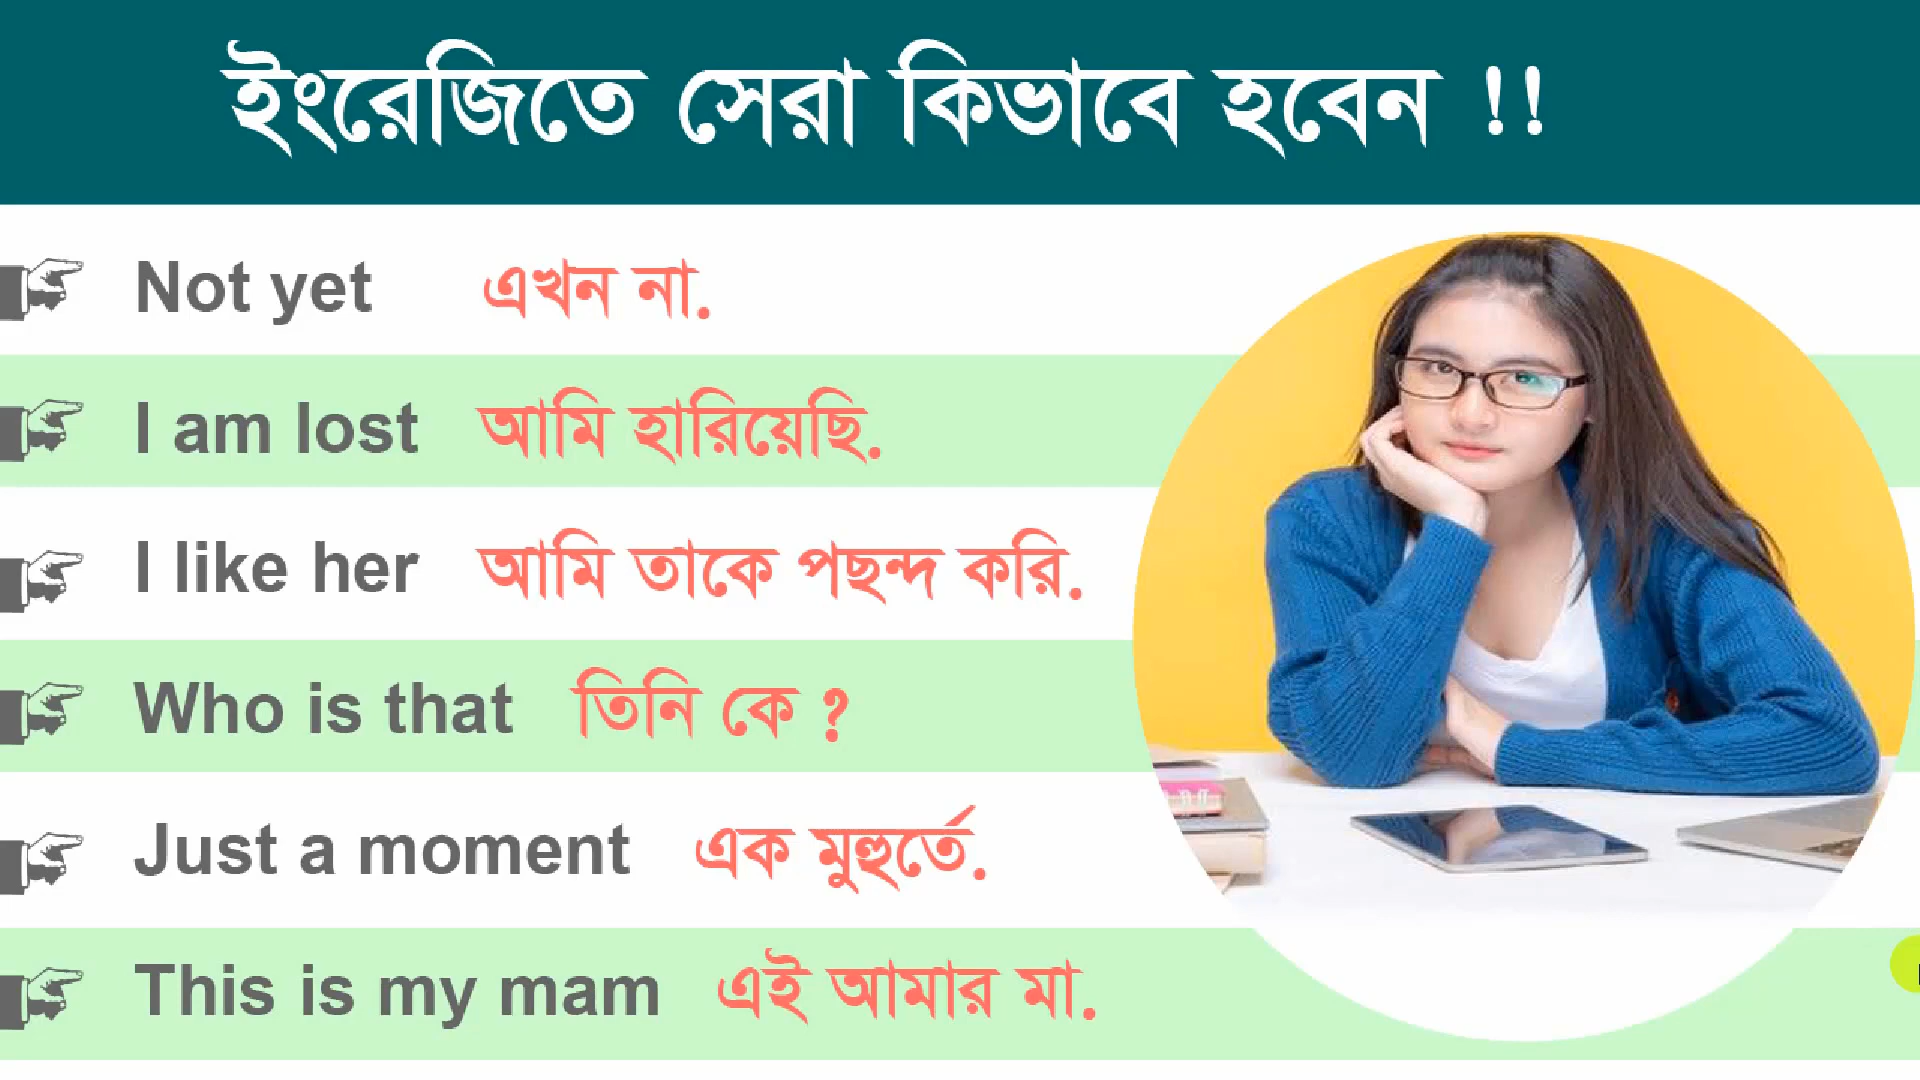 ইংরেজিতে সেরা কিভাবে হবেন !!
Not yet এখন না.
I am lost আমি হারিয়েছি.
I like her আমি তাকে পছন্দ করি.
Who is that তিনি কে ?
Just a moment এক মুহুর্তে.
This is my mam এই আমার মা.